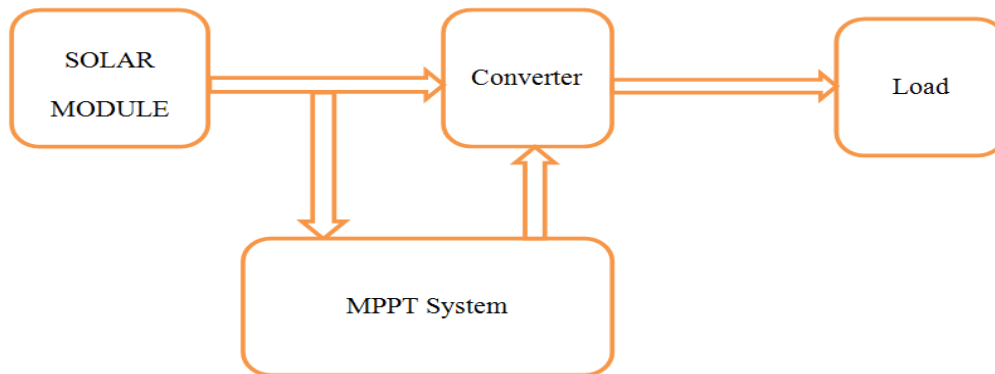 SOLAR
MODULE
Converter
Load
MPPT System